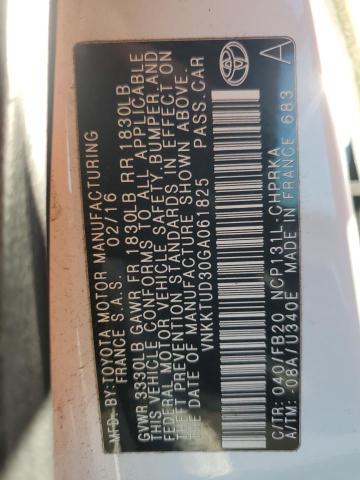 MFD. BY: TOYOTA MOTOR MANUFACTURING
FRANCE S.A.S. 02/16
GVWR 3330LB GAWR FR 1830LB RR 1830LB
THIS VEHICLE CONFORMS TO ALL APPLICABLE
FEDERAL MOTOR VEHICLE SAFETY, BUMPER, AND
THEFT PREVENTION STANDARDS IN EFFECT ON
THE DATE OF MANUFACTURE SHOWN ABOVE.
VNKKTUD30GA061825 PASS. CAR
C/TR: 040 /FB20 NCP131L-CHPRKA
A/TM: -08A/U340E MADE IN FRANCE 683
A
TOYOTA